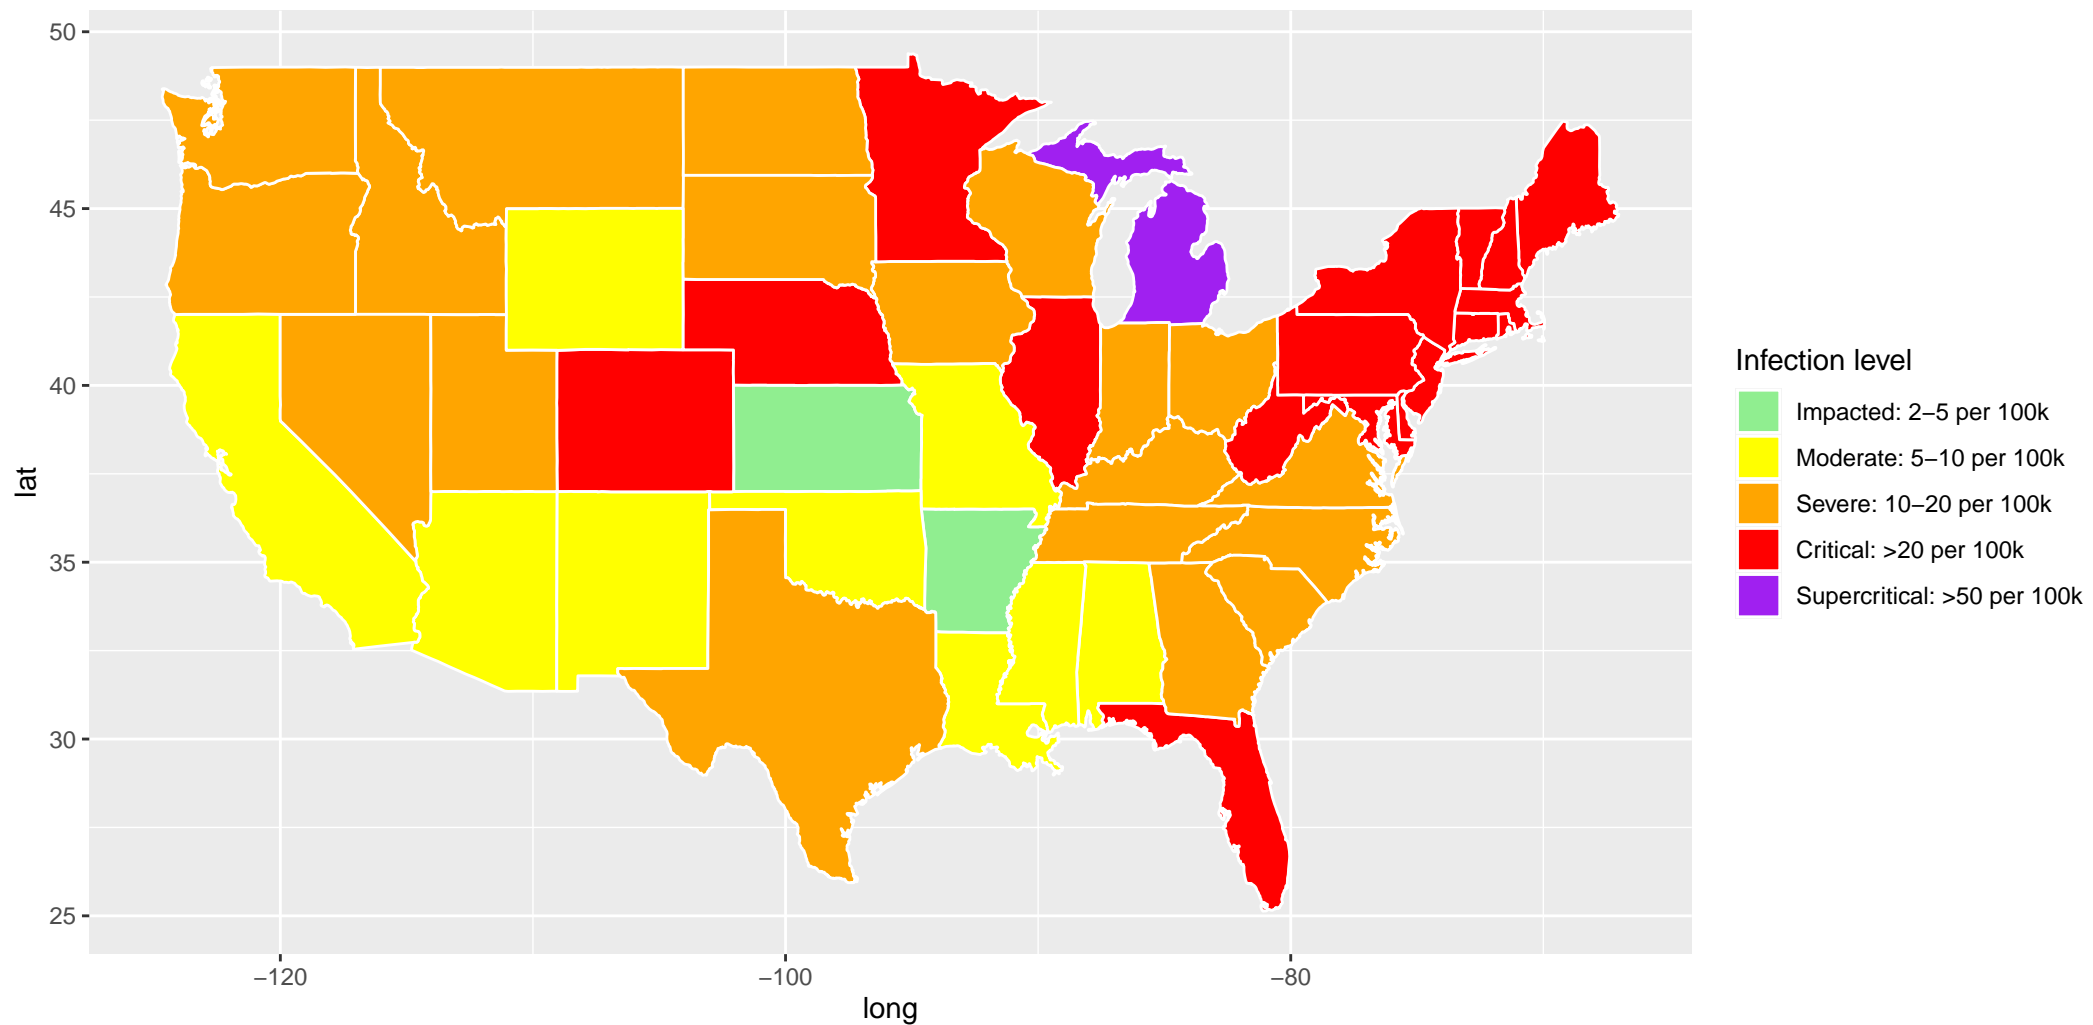 50
45
40
35
30
25
lat
−120
−100
−80
long
Infection level
Impacted: 2−5 per 100k
Moderate: 5−10 per 100k
Severe: 10−20 per 100k
Critical: >20 per 100k
Supercritical: >50 per 100k